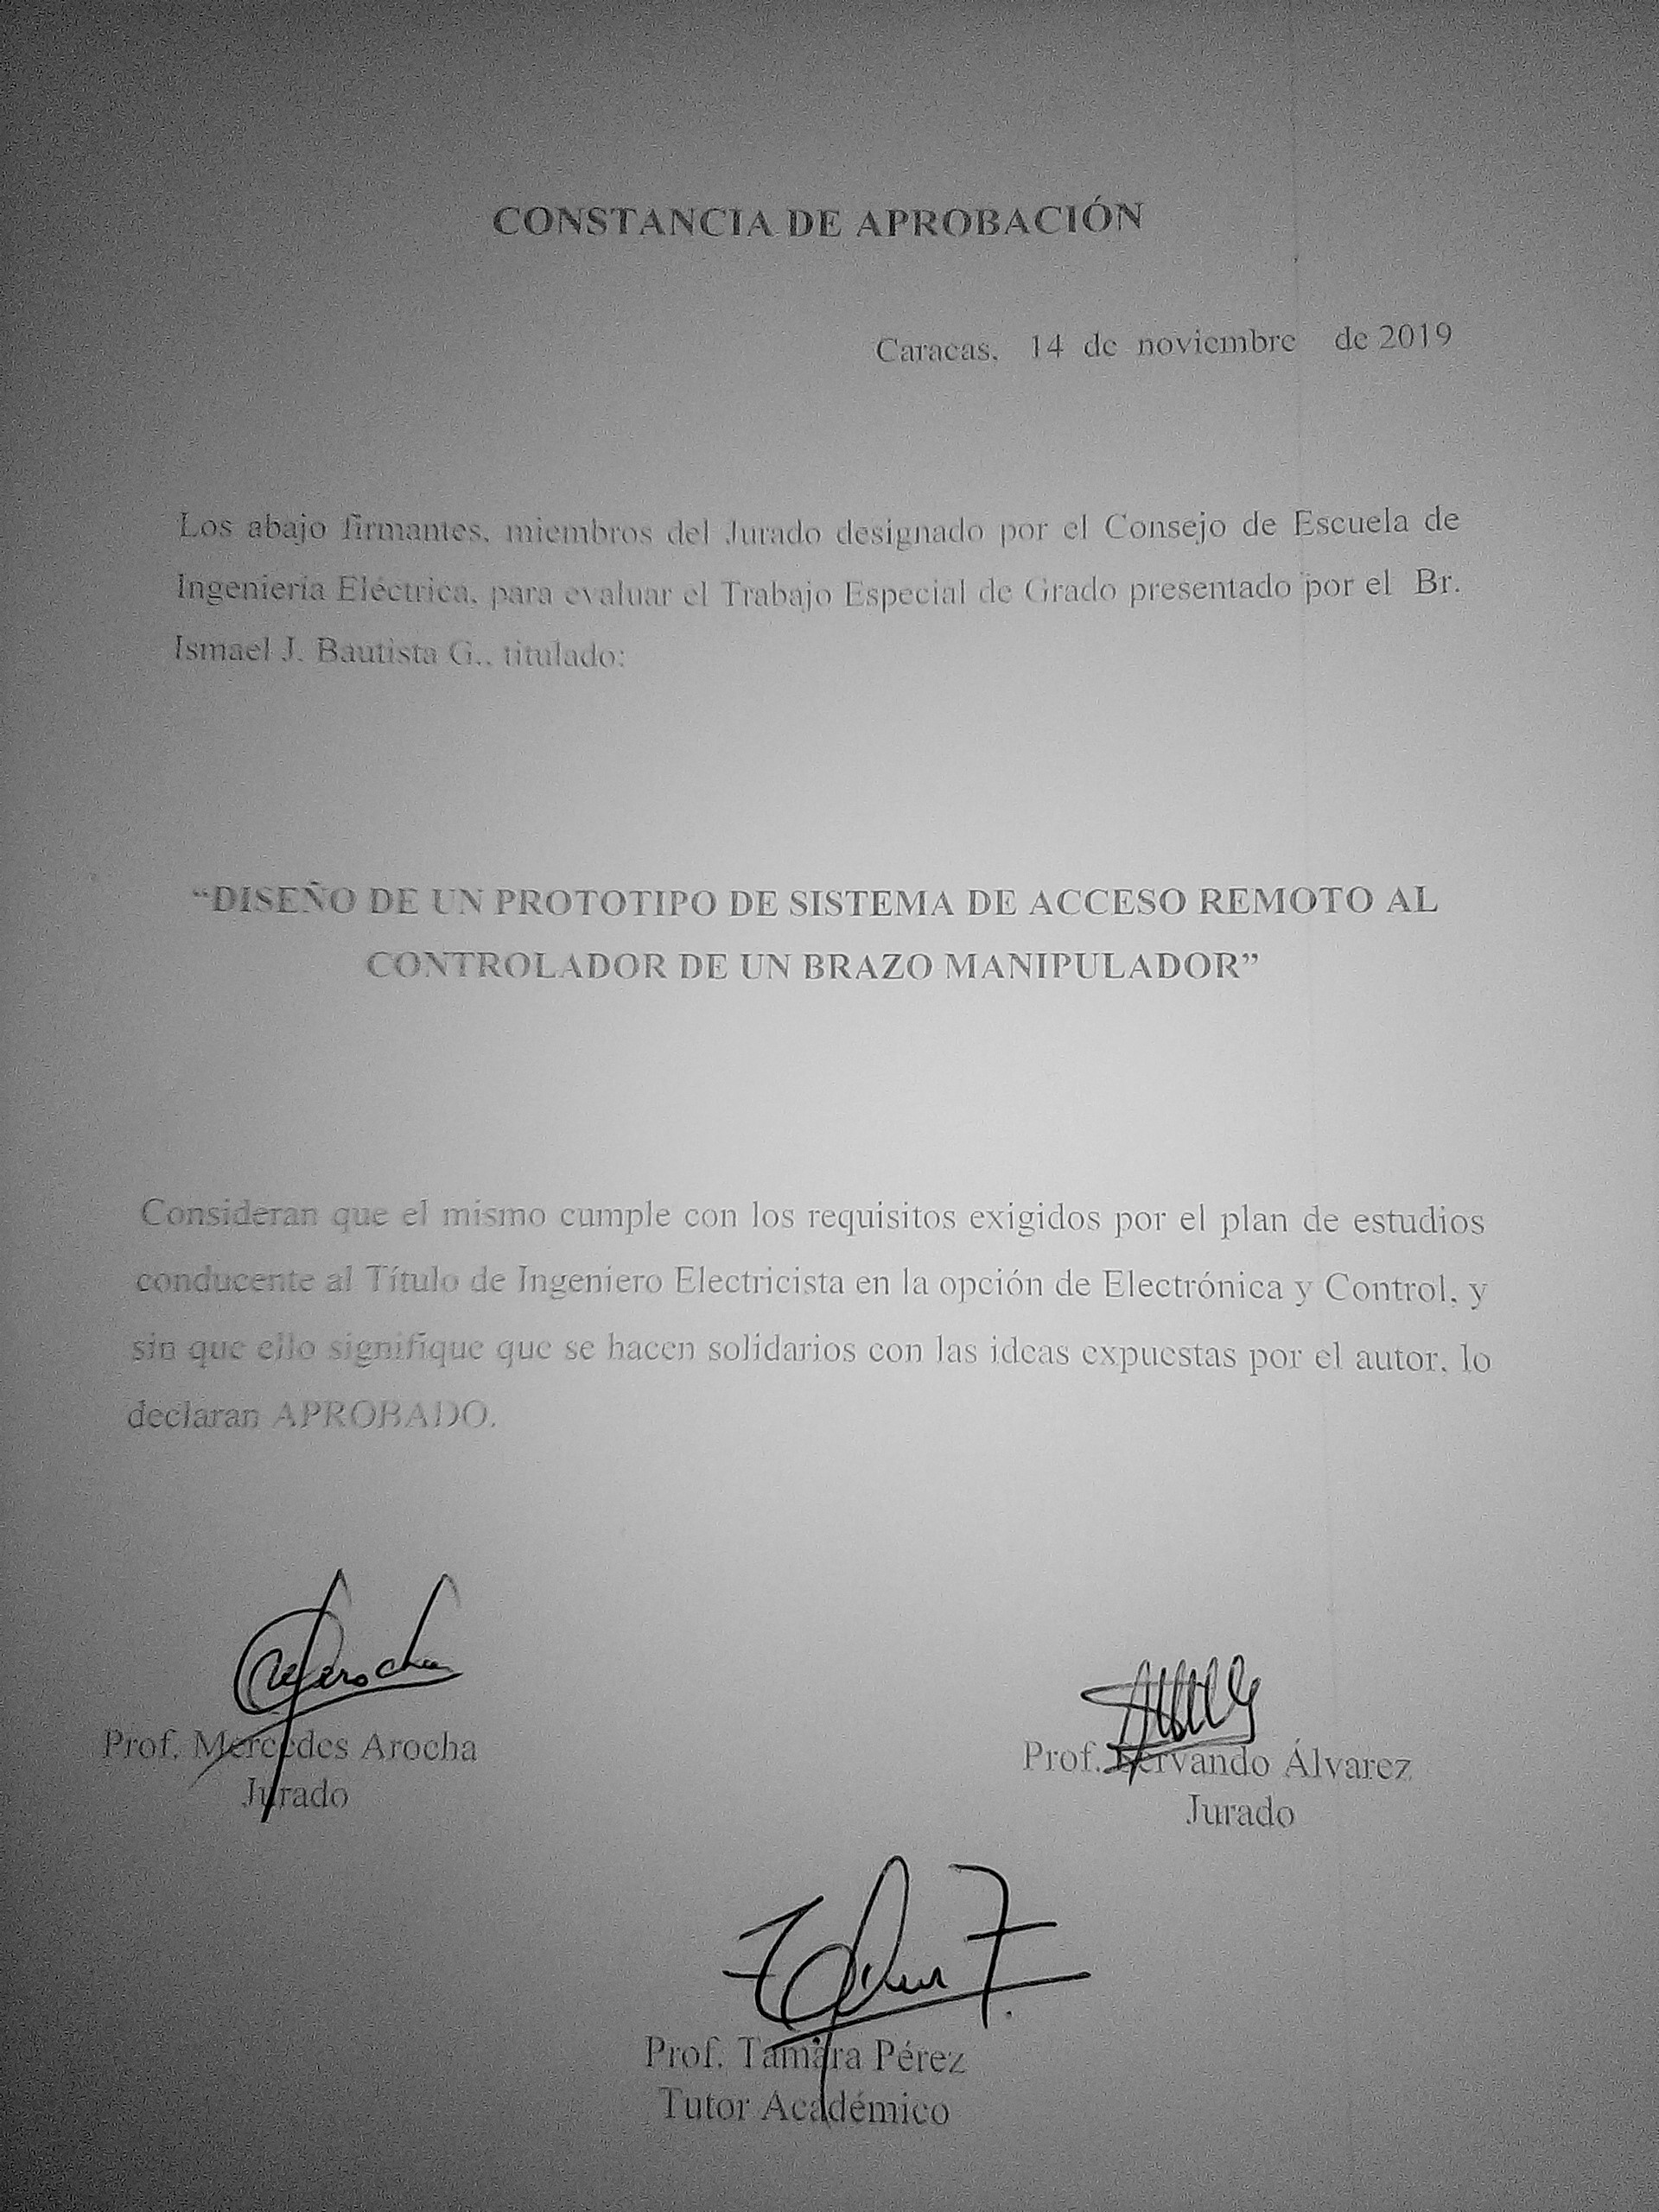 CONSTANCIA DE APROBACIÓN
Caracas, 14 de noviembre de 2019
Los abajo firmantes, miembros del Jurado designado por el Consejo de Escuela de
Ingeniería Eléctrica, para evaluar el Trabajo Especial de Grado presentado por el Br.
Ismael J. Bautista G., titulado:
“DISEÑO DE UN PROTOTIPO DE SISTEMA DE ACCESO REMOTO AL
CONTROLADOR DE UN BRAZO MANIPULADOR”
Consideran que el mismo cumple con los requisitos exigidos por el plan de estudios
conducente al Título de Ingeniero Electricista en la opción de Electrónica y Control, y
sin que ello signifique que se hacen solidarios con las ideas expuestas por el autor, lo
declaran APROBADO.
Prof. Mercedes Arocha
Jurado
Prof. Servando Álvarez
Jurado
Prof. Tamara Pérez
Tutor Académico